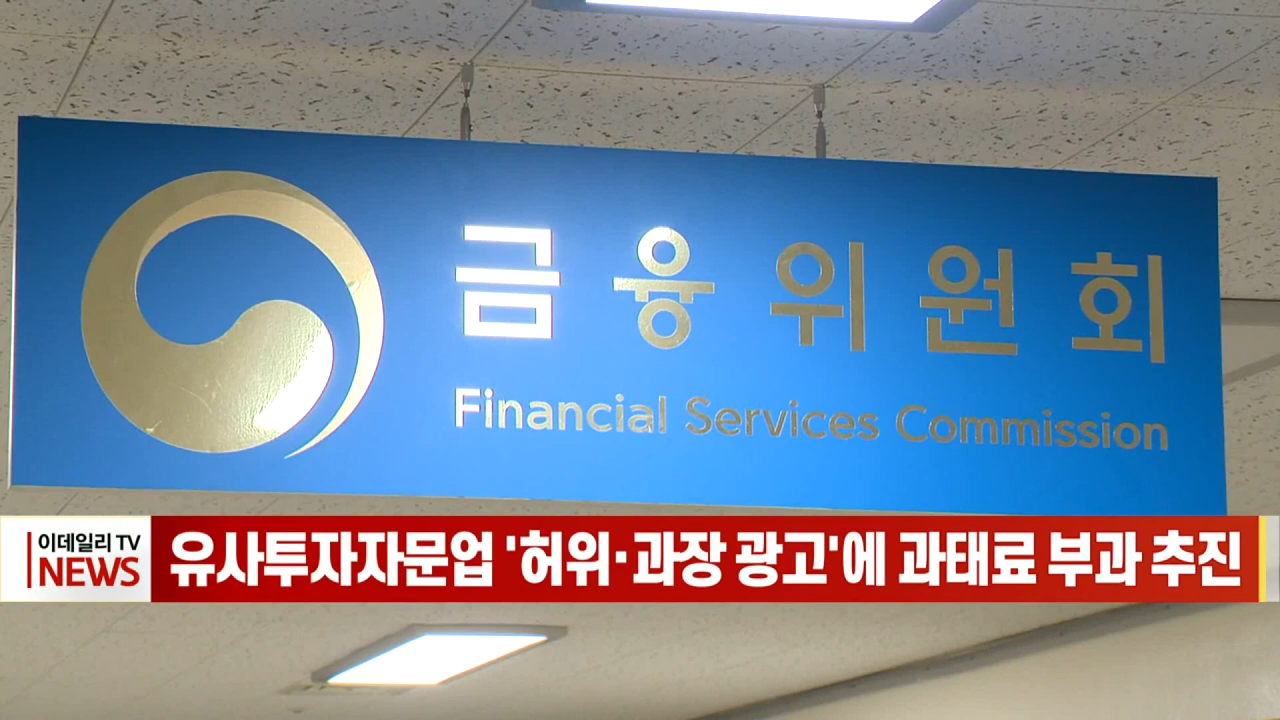 금융위원회
Financial Services Commission
이데일리 TV
NEWS
유사투자자문업 '허위·과장 광고'에 과태료 부과 추진